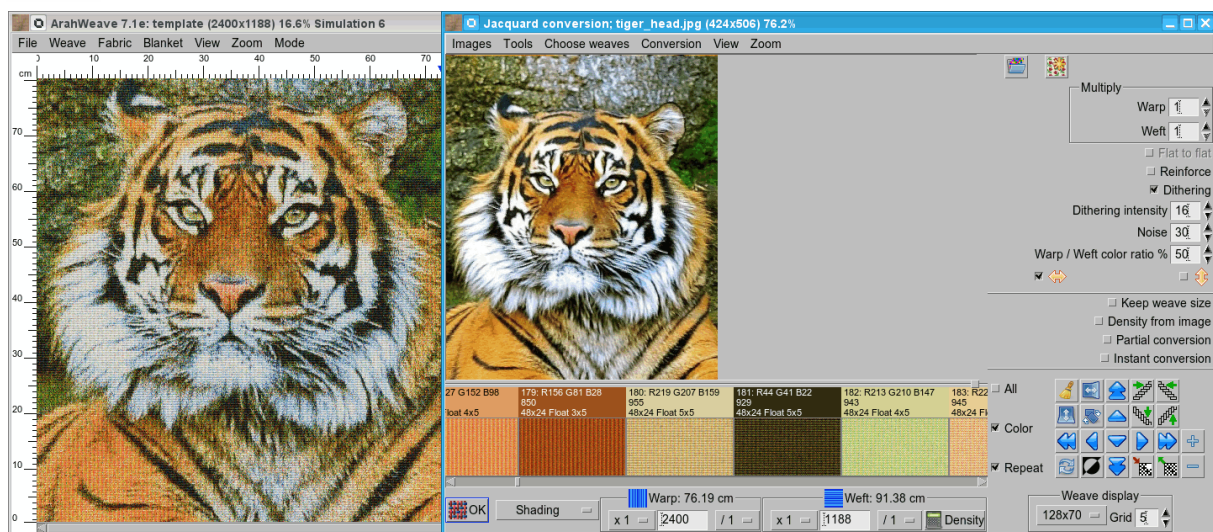 ArahWeave 7.1e: template (2400x1188) 16.6% Simulation 6
File Weave Fabric Blanket View Zoom Mode
10 20 30 40 50 60 70
cm
70
60
50
40
30
20
10
0
Jacquard conversion; tiger_head.jpg (424x506) 76.2%
Images Tools Choose weaves Conversion View Zoom
Multiply
Warp 1
Weft 1
Flat to flat
Reinforce
Dithering
Dithering intensity 16
Noise 30
Warp / Weft color ratio % 50
Keep weave size
Density from image
Partial conversion
Instant conversion
27 G152 B98
loat 4x5
179: R156 G81 B28
850
48x24 Float 3x5
180: R219 G207 B159
955
48x24 Float 5x5
181: R44 G41 B22
929
48x24 Float 5x5
182: R213 G210 B147
943
48x24 Float 4x5
183: R22
945
48x24 Fl
All
Color
Repeat
OK
Shading
Warp: 76.19 cm
x 1 2400 / 1
Weft: 91.38 cm
x 1 1188 / 1 Density
Weave display
128x70 Grid 5